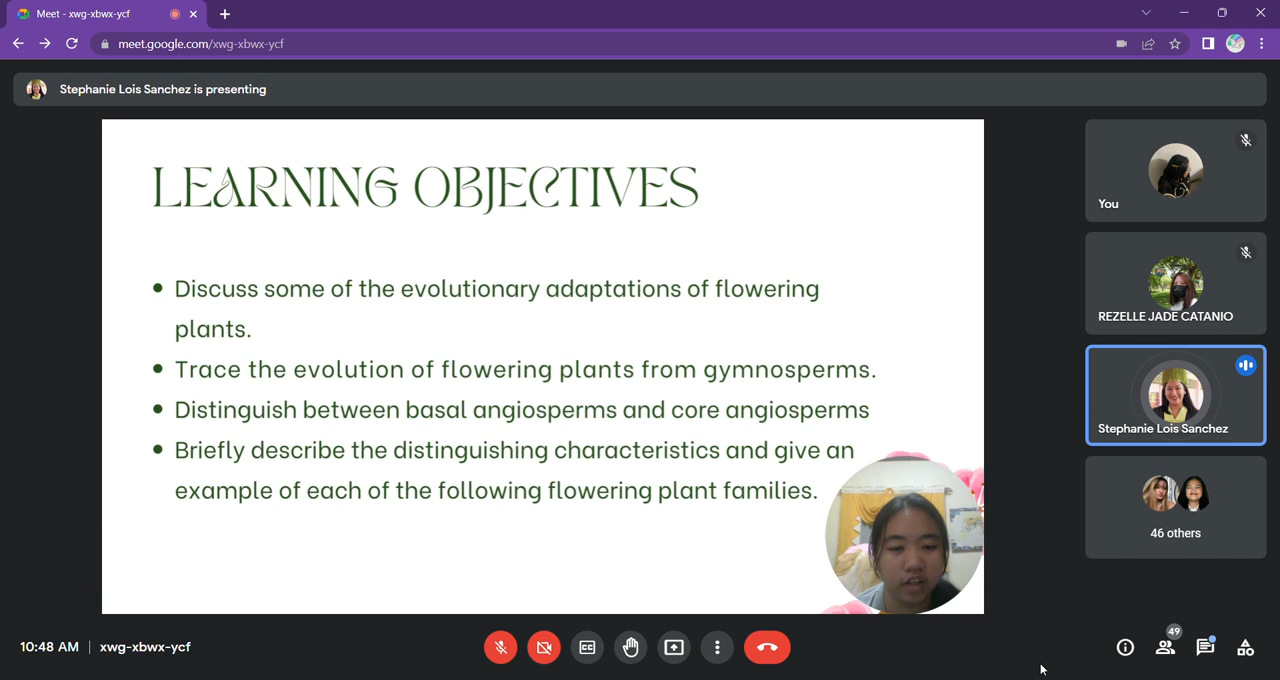 Meet - xwg-xbwx-ycf
meet.google.com/xwg-xbwx-ycf
Stephanie Lois Sanchez is presenting
LEARNING OBJECTIVES
• Discuss some of the evolutionary adaptations of flowering
plants.
• Trace the evolution of flowering plants from gymnosperms.
• Distinguish between basal angiosperms and core angiosperms
• Briefly describe the distinguishing characteristics and give an
example of each of the following flowering plant families.
You
REZELLE JADE CATANIO
Stephanie Lois Sanchez
46 others
10:48 AM | xwg-xbwx-ycf
CC
49